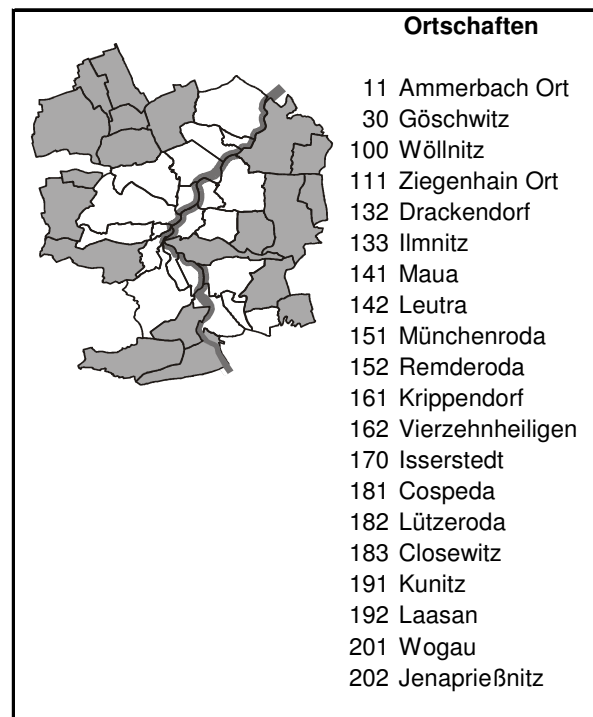 Ortschaften
11 Ammerbach Ort
30 Göschwitz
100 Wöllnitz
111 Ziegenhain Ort
132 Drackendorf
133 Ilmnitz
141 Maua
142 Leutra
151 Münchenroda
152 Remderoda
161 Krippendorf
162 Vierzehnheiligen
170 Isserstedt
181 Cospeda
182 Lützeroda
183 Closewitz
191 Kunitz
192 Laasan
201 Wogau
202 Jenaprießnitz